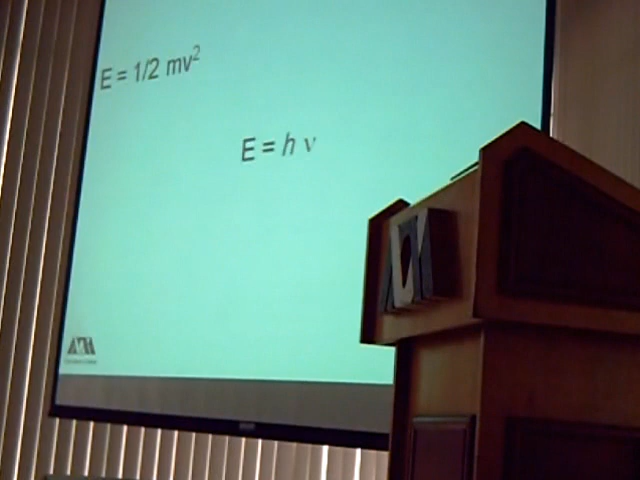 E = 1/2 mv²
E = h ν